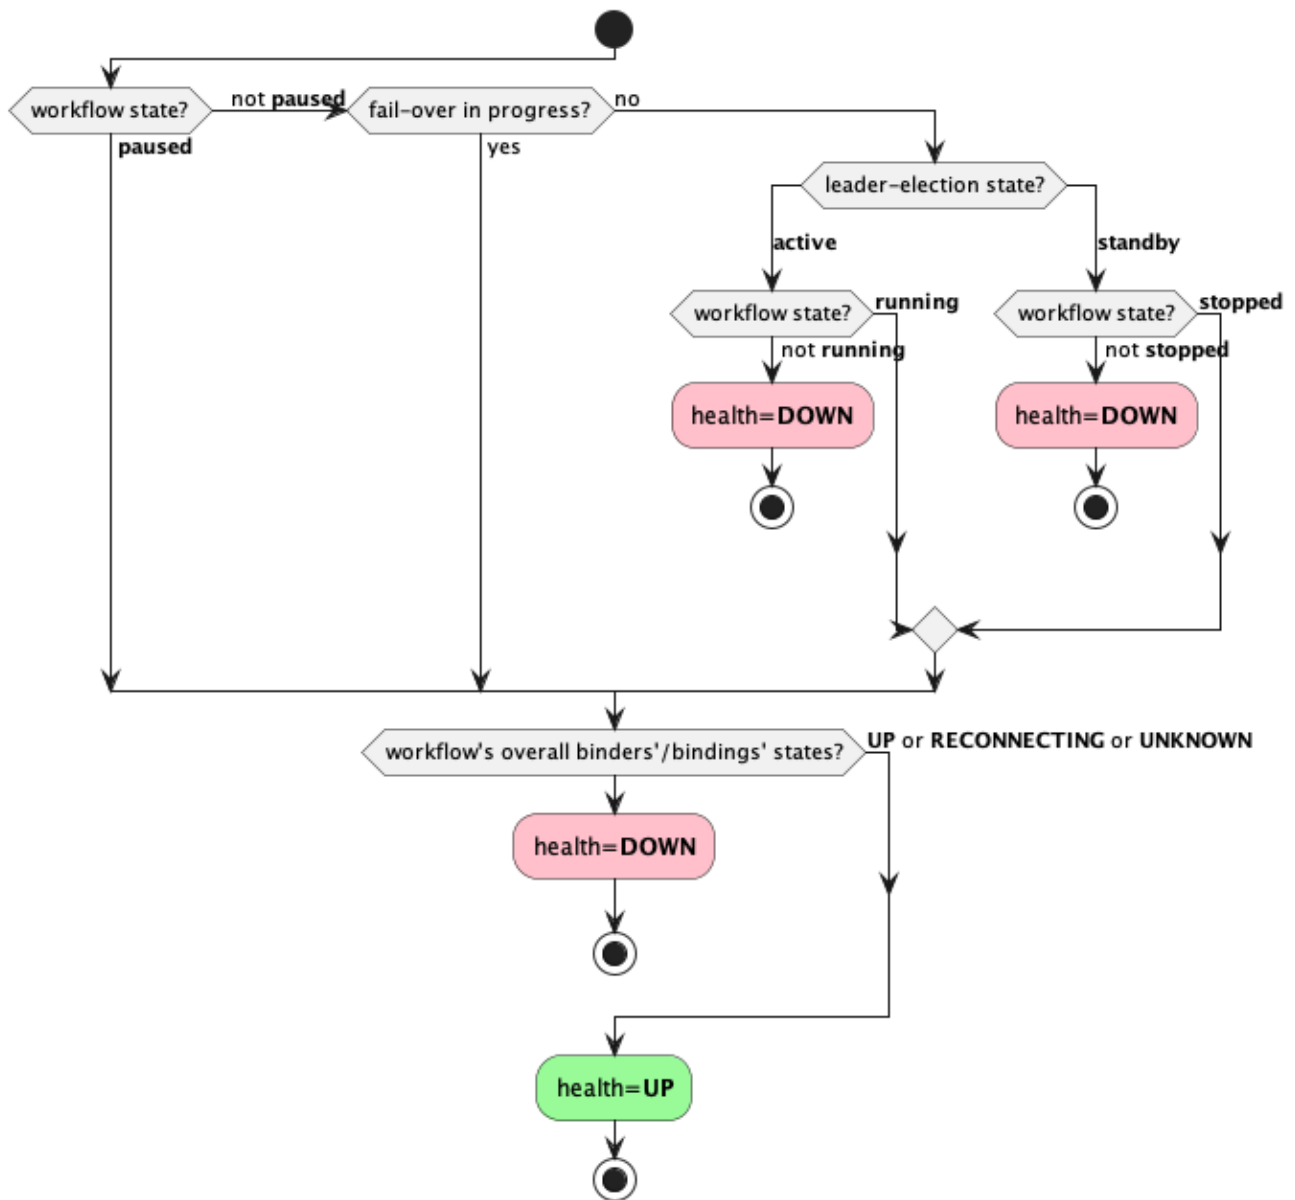 workflow state?
not paused
fail-over in progress?
no
paused
yes
leader-election state?
active
standby
workflow state?
running
workflow state?
stopped
not running
not stopped
health=DOWN
health=DOWN
workflow's overall binders'/bindings' states?
UP or RECONNECTING or UNKNOWN
health=DOWN
health=UP